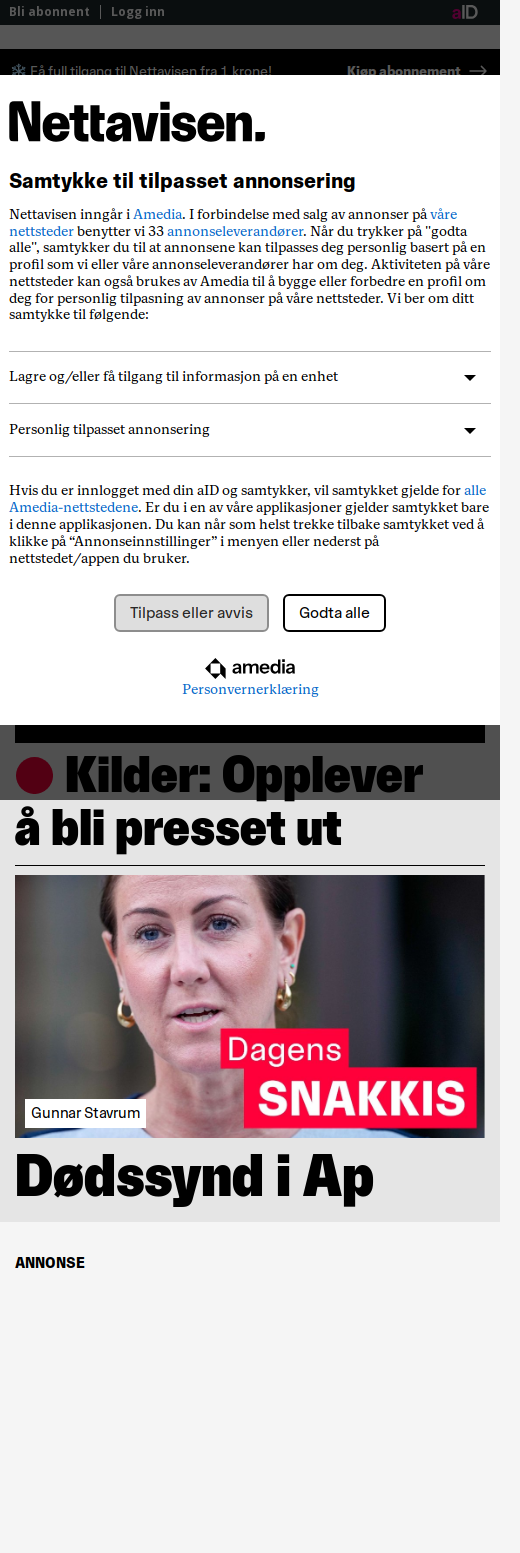 Bli abonnent | Logg inn
aID
Få full tilgang til Nettavisen fra 1 krone!
Kjøp abonnement
Nettavisen.
Samtykke til tilpasset annonsering
Nettavisen inngår i Amedia. I forbindelse med salg av annonser på våre
nettsteder benytter vi 33 annonseleverandører. Når du trykker på "godta
alle", samtykker du til at annonsene kan tilpasses deg personlig basert på en
profil som vi eller våre annonseleverandører har om deg. Aktiviteten på våre
nettsteder kan også brukes av Amedia til å bygge eller forbedre en profil om
deg for personlig tilpasning av annonser på våre nettsteder. Vi ber om ditt
samtykke til følgende:
Lagre og/eller få tilgang til informasjon på en enhet
Personlig tilpasset annonsering
Hvis du er innlogget med din aID og samtykker, vil samtykket gjelde for alle
Amedia-nettstedene. Er du i en av våre applikasjoner gjelder samtykket bare
i denne applikasjonen. Du kan når som helst trekke tilbake samtykket ved å
klikke på “Annonseinnstillinger” i menyen eller nederst på
nettstedet/appen du bruker.
Tilpass eller avvis
Godta alle
amedia
Personvernerklæring
Kilder: Opplever
å bli presset ut
Dagens
SNAKKIS
Gunnar Stavrum
Dødssynd i Ap
ANNONSE